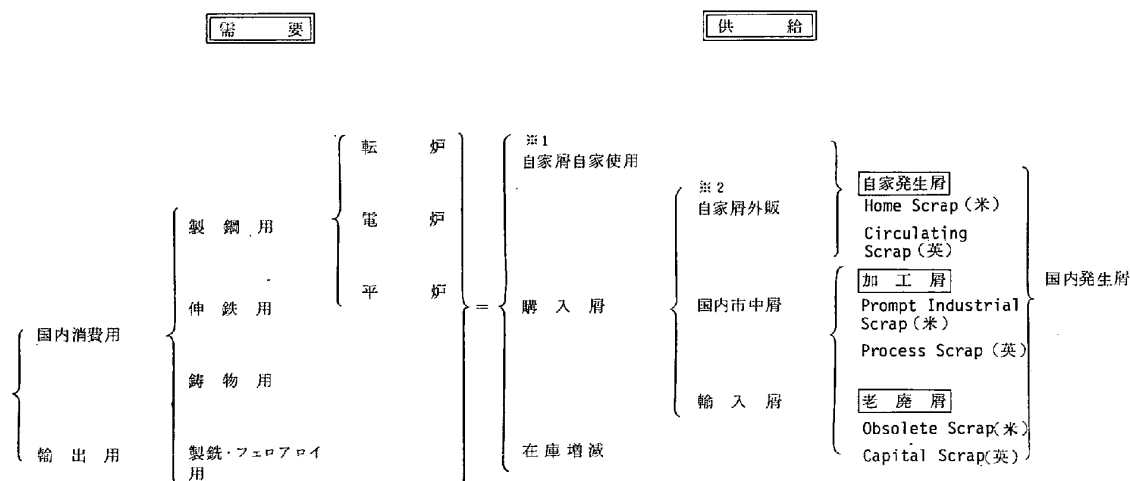 需要
供給
国内消費用
輸出用
製鋼用
伸鉄用
鋳物用
製銑・フェロアロイ
用
転炉
電炉
平炉
=
※1
自家屑自家使用
購入屑
在庫増減
※2
自家屑外販
国内市中屑
輸入屑
自家発生屑
Home Scrap(米)
Circulating
Scrap(英)
加工屑
Prompt Industrial
Scrap(米)
Process Scrap(英)
老廃屑
Obsolete Scrap(米)
Capital Scrap(英)
国内発生屑